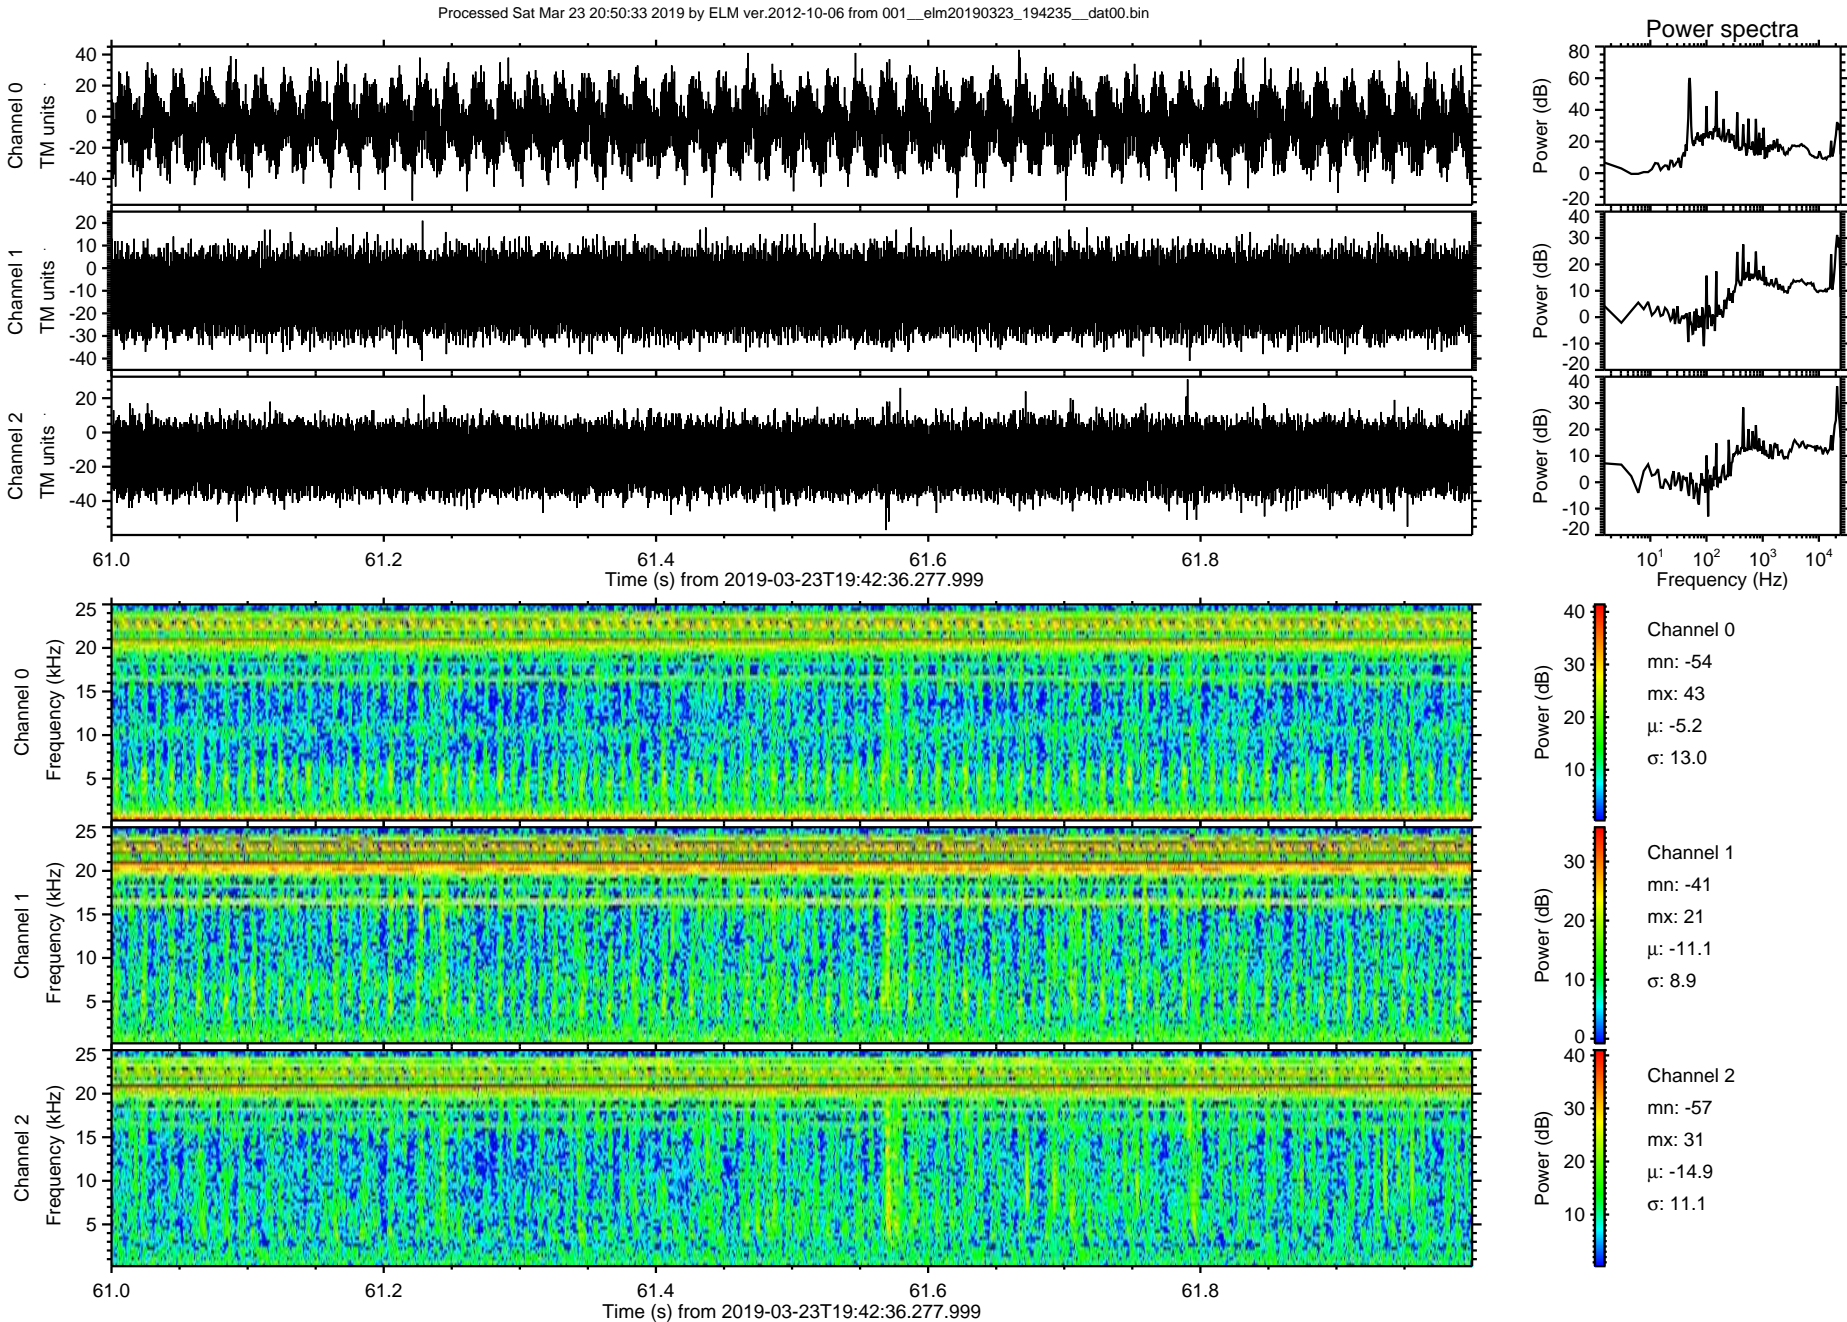 Processed Sat Mar 23 20:50:33 2019 by ELM ver.2012-10-06 from 001__elm20190323_194235__dat00.bin
Power spectra
Channel 0
TM units
40
20
0
-20
-40
Power (dB)
80
60
40
20
0
-20
Channel 1
TM units
20
10
0
-10
-20
-30
-40
Power (dB)
40
30
20
10
0
-10
-20
Channel 2
TM units
20
0
-20
-40
Power (dB)
40
30
20
10
0
-10
-20
61.0 61.2 61.4 61.6 61.8
Time (s) from 2019-03-23T19:42:36.277.999
10¹ 10² 10³ 10⁴
Frequency (Hz)
Channel 0
Frequency (kHz)
25
20
15
10
5
Power (dB)
40
30
20
10
Channel 0
mn: -54
mx: 43
μ: -5.2
σ: 13.0
Channel 1
Frequency (kHz)
25
20
15
10
5
Power (dB)
30
20
10
0
Channel 1
mn: -41
mx: 21
μ: -11.1
σ: 8.9
Channel 2
Frequency (kHz)
25
20
15
10
5
Power (dB)
40
30
20
10
Channel 2
mn: -57
mx: 31
μ: -14.9
σ: 11.1
61.0 61.2 61.4 61.6 61.8
Time (s) from 2019-03-23T19:42:36.277.999